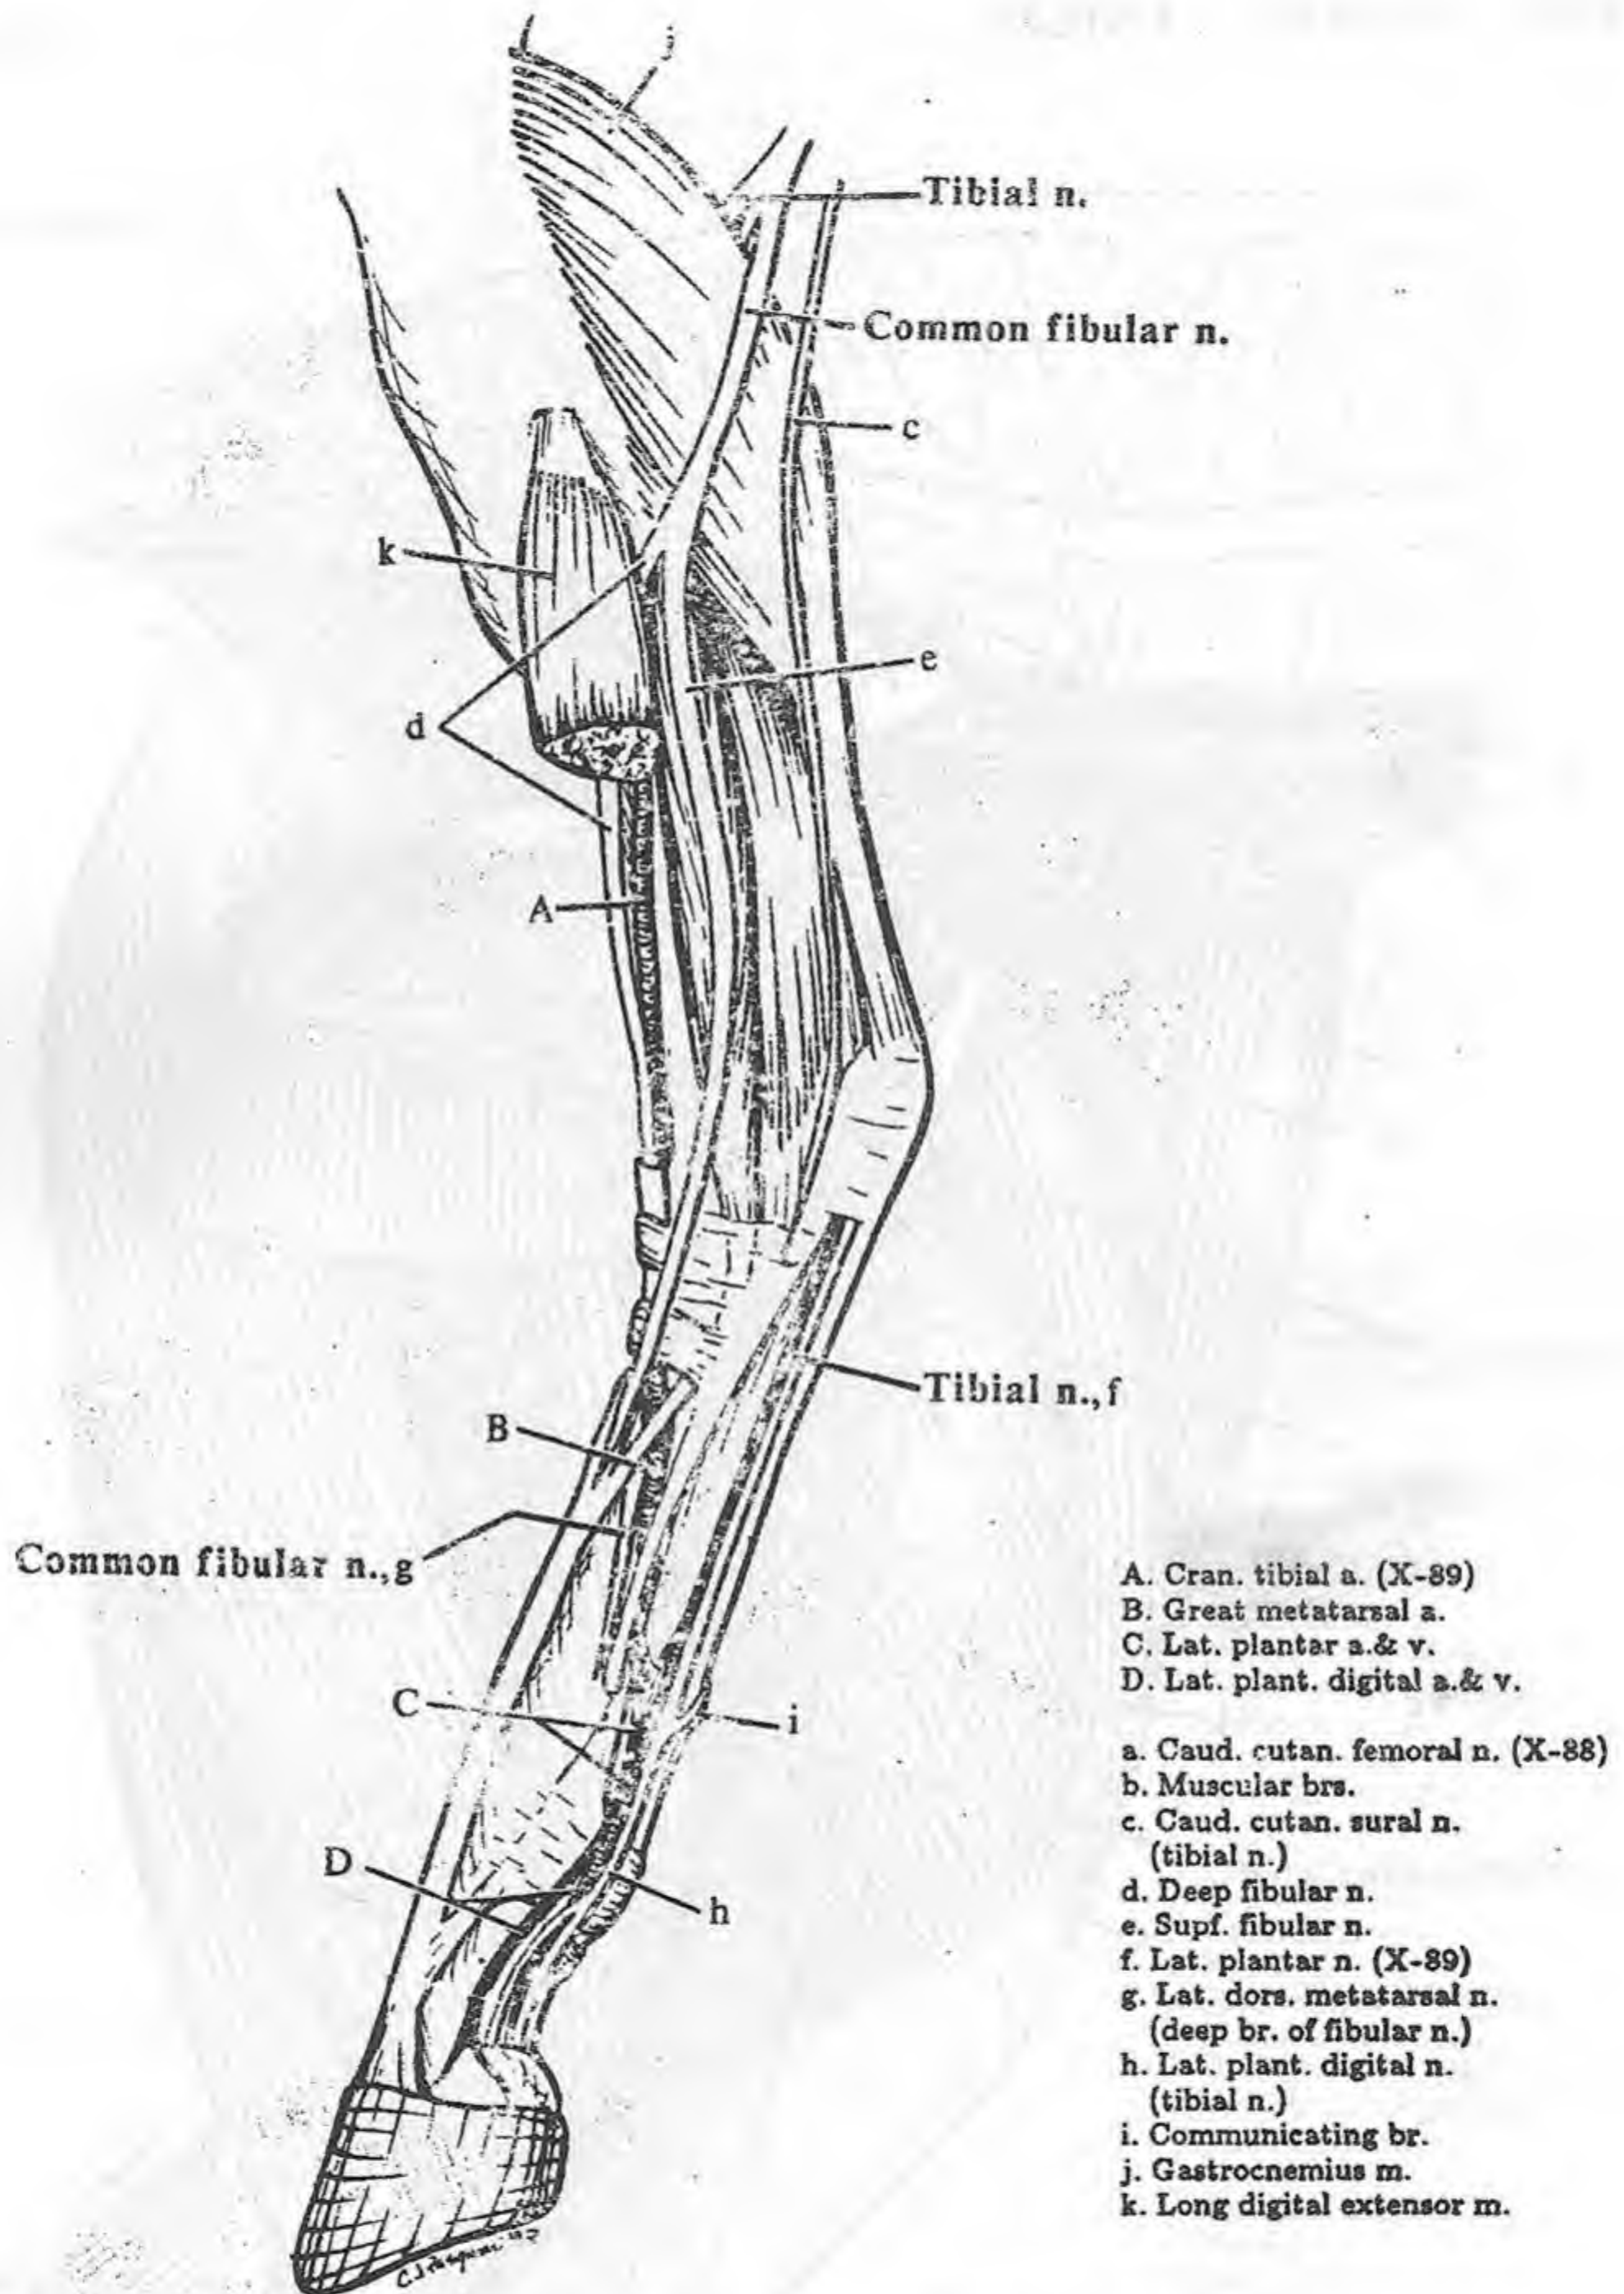 j
Tibial n.
Common fibular n.
c
k
e
d
A
Tibial n., f
B
Common fibular n., g
C
i
D
h
A. Cran. tibial a. (X-89)
B. Great metatarsal a.
C. Lat. plantar a. & v.
D. Lat. plant. digital a. & v.
a. Caud. cutan. femoral n. (X-88)
b. Muscular brs.
c. Caud. cutan. sural n.
(tibial n.)
d. Deep fibular n.
e. Supf. fibular n.
f. Lat. plantar n. (X-89)
g. Lat. dors. metatarsal n.
(deep br. of fibular n.)
h. Lat. plant. digital n.
(tibial n.)
i. Communicating br.
j. Gastrocnemius m.
k. Long digital extensor m.